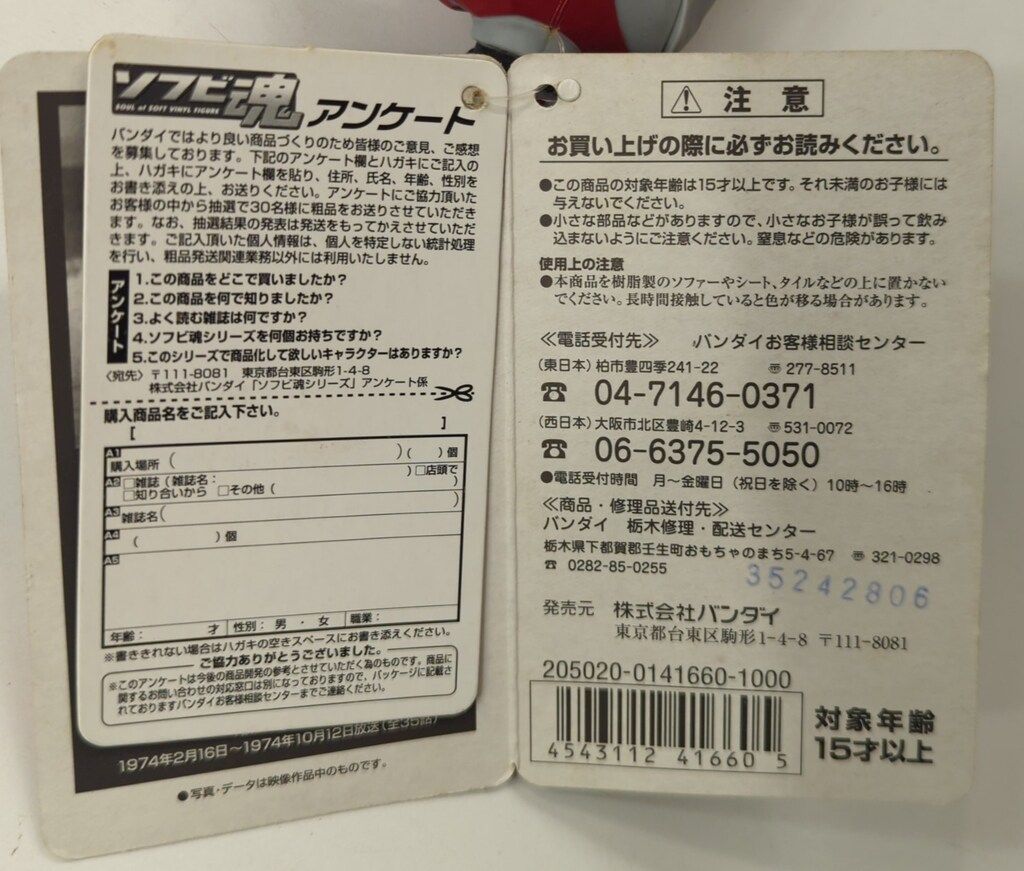 ソフビ魂
SOUL of SOFT VINYL FIGURE
アンケート
バンダイではより良い商品づくりのため皆様のご意見、ご感想
を募集しております。下記のアンケート欄とハガキにご記入の
上、ハガキにアンケート欄を貼り、住所、氏名、年齢、性別を
お書き添えの上、お送りください。アンケートにご協力頂いた
お客様の中から抽選で30名様に粗品をお送りさせていただき
ます。なお、抽選結果の発表は発送をもってかえさせていただ
きます。ご記入頂いた個人情報は、個人を特定しない統計処理
を行い、粗品発送関連業務以外には利用いたしません。
アンケート
1.この商品をどこで買いましたか?
2.この商品を何で知りましたか?
3.よく読む雑誌は何ですか?
4.ソフビ魂シリーズを何個お持ちですか?
5.このシリーズで商品化して欲しいキャラクターはありますか?
〈宛先〉〒111-8081 東京都台東区駒形1-4-8
株式会社バンダイ「ソフビ魂シリーズ」アンケート係
購入商品名をご記入下さい。
[ ]
A1 購入場所( )( )個
A2 □雑誌(雑誌名: )□店頭で
□知り合いから □その他( )
A3 雑誌名( )
A4 ( )個
A5
年齢: 才 性別: 男 ・ 女 職業:
※書ききれない場合はハガキの空きスペースにお書き添えください。
ご協力ありがとうございました。
※このアンケートは今後の商品開発の参考とさせていただく為のものです。商品に
関するお問い合わせの対応窓口は別になっておりますので、パッケージに記載さ
れておりますバンダイお客様相談センターまでご連絡ください。
1974年2月16日~1974年10月12日放送(全35話)
●写真・データは映像作品中のものです。
⚠ 注 意
お買い上げの際に必ずお読みください。
●この商品の対象年齢は15才以上です。それ未満のお子様には
与えないでください。
●小さな部品などがありますので、小さなお子様が誤って飲み
込まないようにご注意ください。窒息などの危険があります。
使用上の注意
●本商品を樹脂製のソファーやシート、タイルなどの上に置かない
でください。長時間接触していると色が移る場合があります。
≪電話受付先≫ バンダイお客様相談センター
(東日本)柏市豊四季241-22 〠277-8511
☎ 04-7146-0371
(西日本)大阪市北区豊崎4-12-3 〠531-0072
☎ 06-6375-5050
●電話受付時間 月~金曜日(祝日を除く)10時~16時
≪商品・修理品送付先≫
バンダイ 栃木修理・配送センター
栃木県下都賀郡壬生町おもちゃのまち5-4-67 〠 321-0298
☎ 0282-85-0255
35242806
発売元 株式会社バンダイ
東京都台東区駒形1-4-8 〒111-8081
205020-0141660-1000
4543112 416605
対象年齢
15才以上